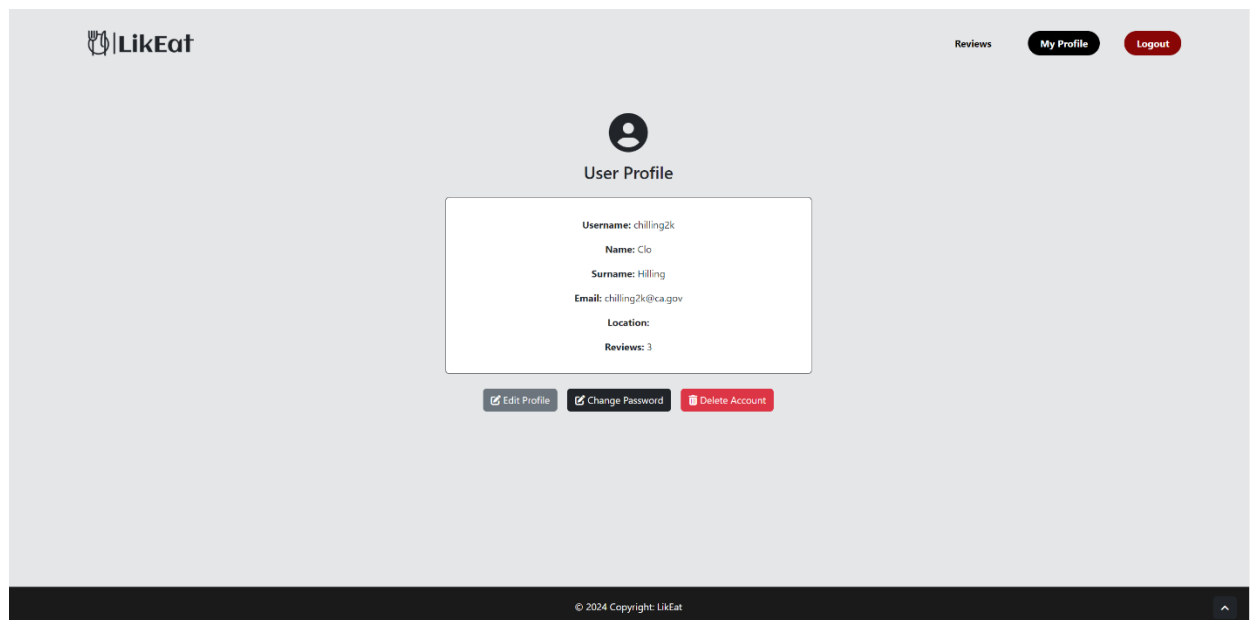 LikEat
Reviews
My Profile
Logout
User Profile
Username: chilling2k
Name: Clo
Surname: Hilling
Email: chilling2k@ca.gov
Location:
Reviews: 3
Edit Profile
Change Password
Delete Account
© 2024 Copyright: LikEat